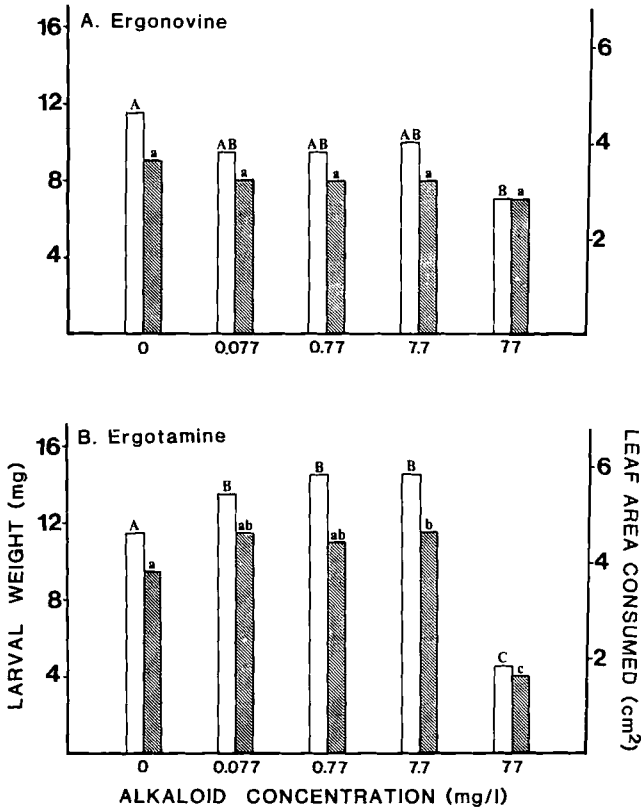 A. Ergonovine
16
12
8
4
6
4
2
A
a
AB
a
AB
a
AB
a
B
a
0
0.077
0.77
7.7
77
B. Ergotamine
16
12
8
4
6
4
2
A
a
B
ab
B
ab
B
b
C
c
0
0.077
0.77
7.7
77
LARVAL WEIGHT (mg)
LEAF AREA CONSUMED (cm²)
ALKALOID CONCENTRATION (mg/l)